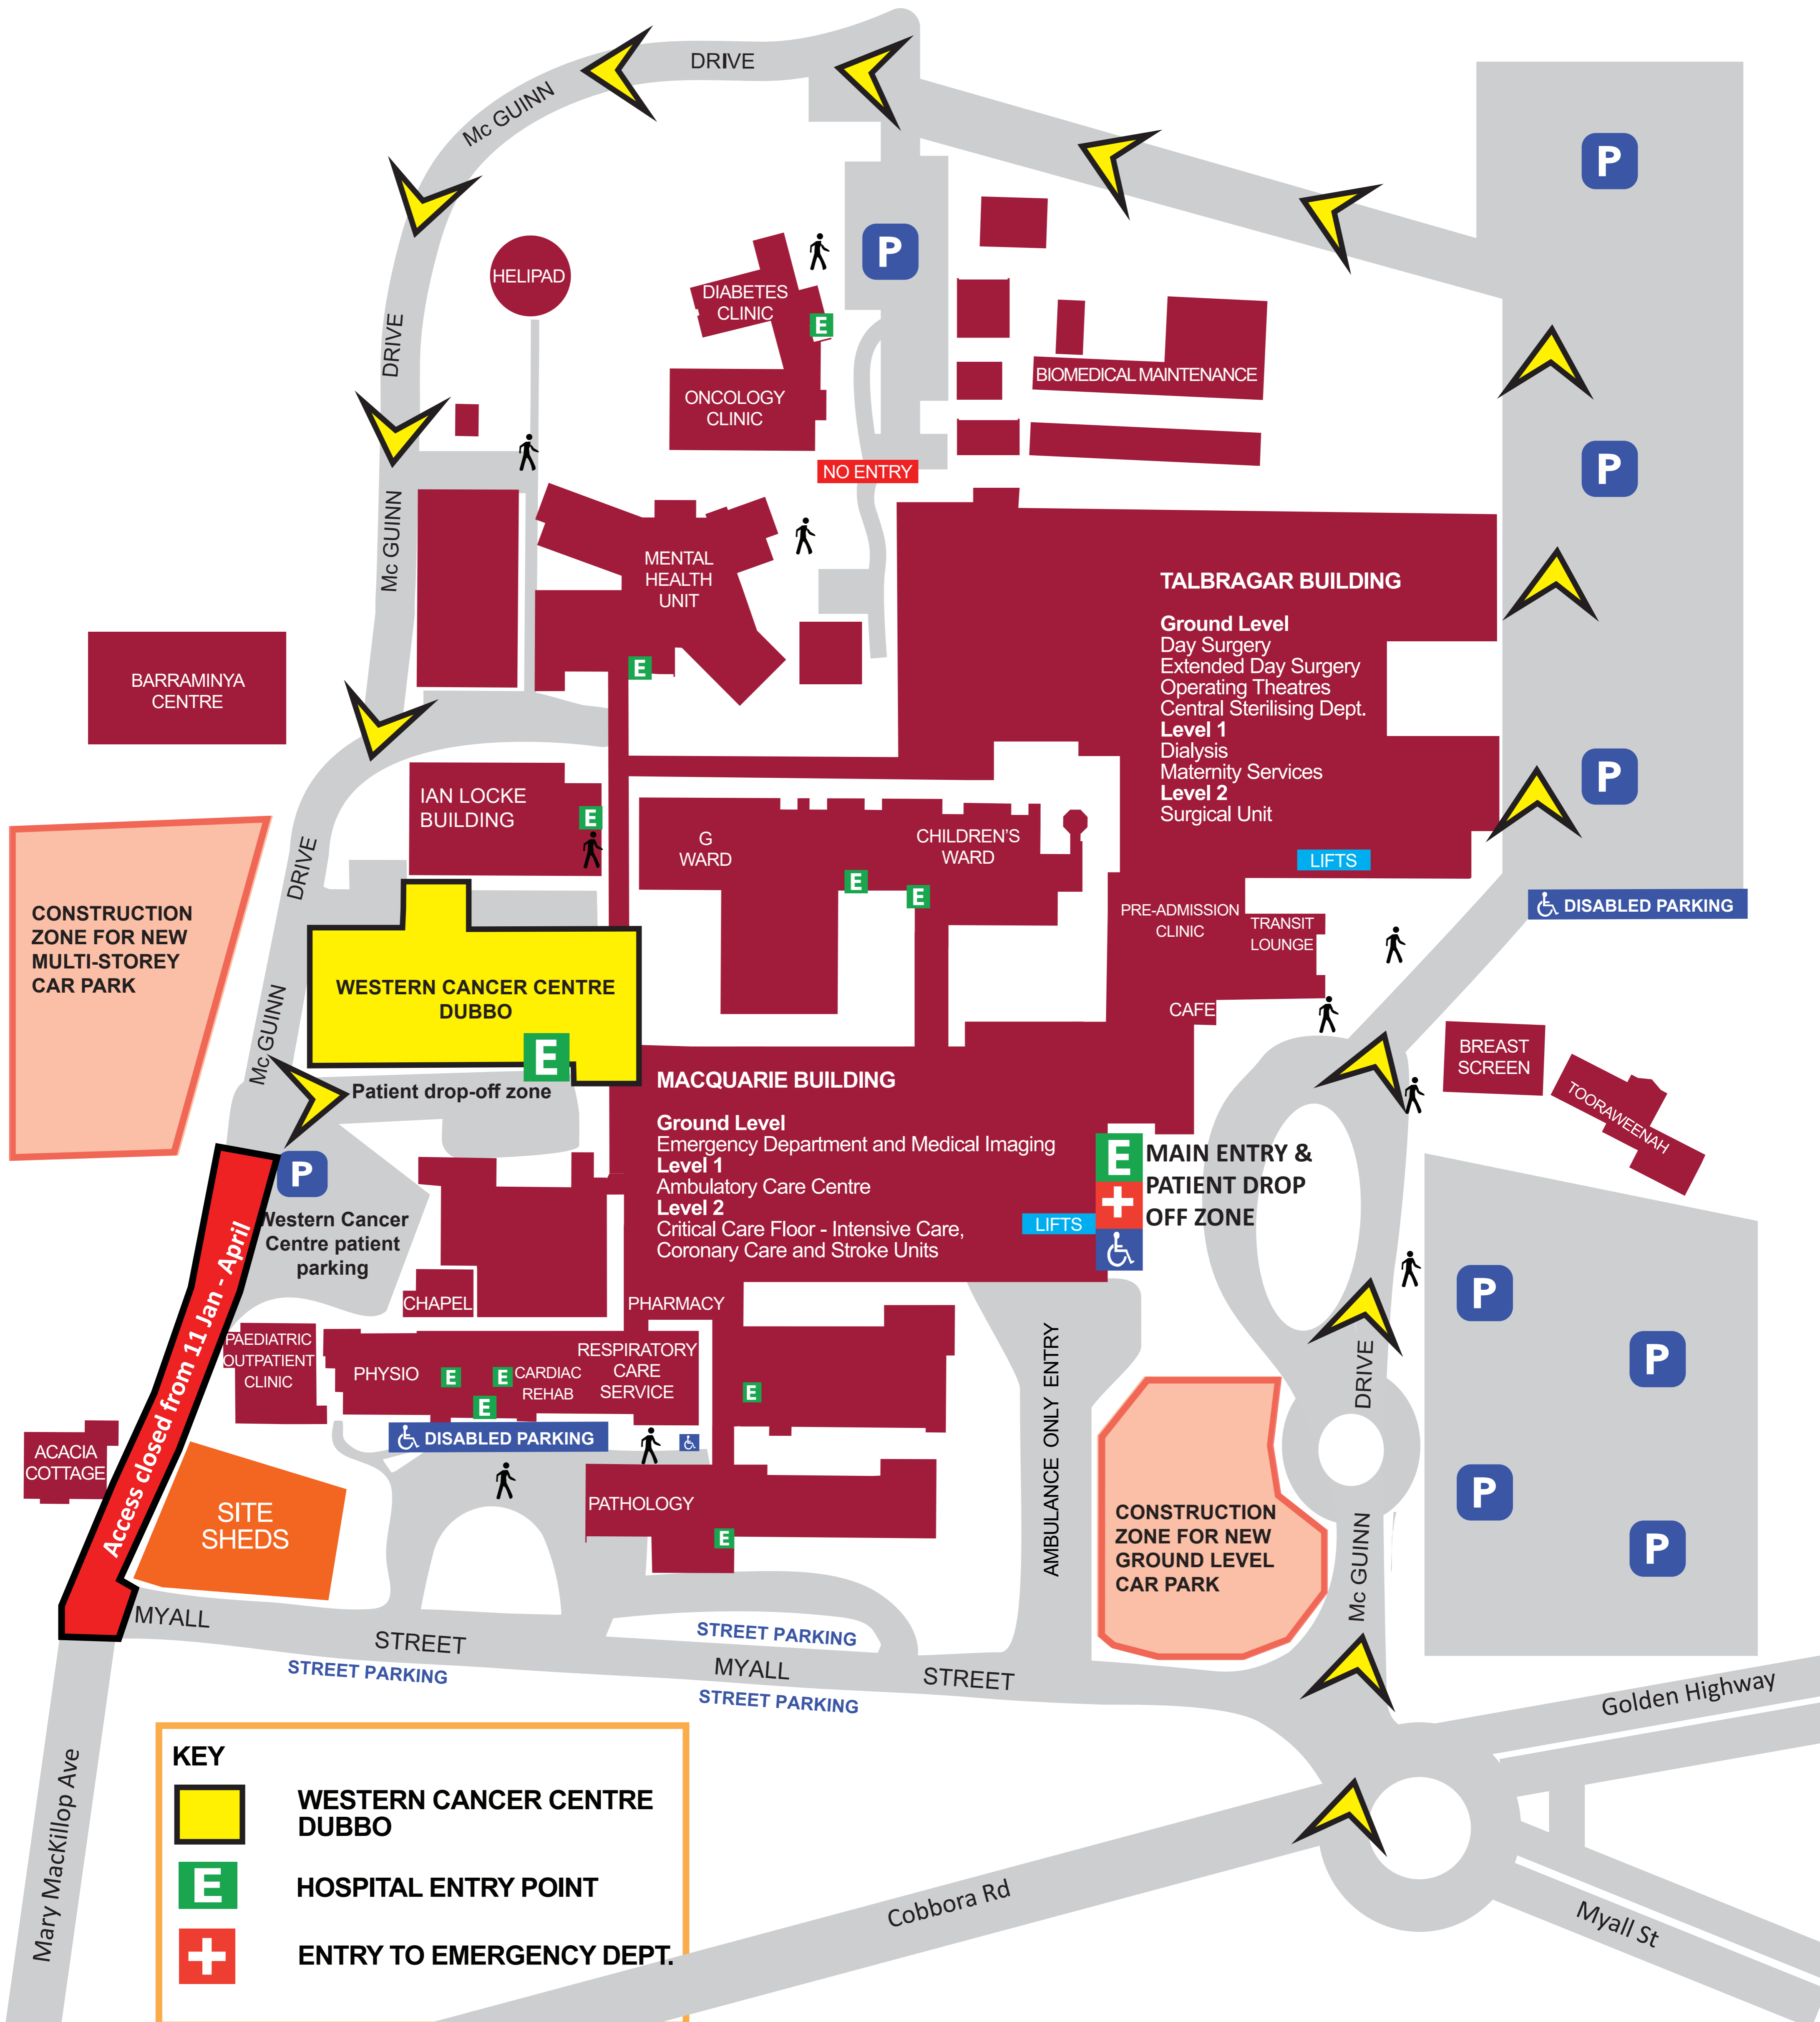 DRIVE
Mc GUINN
P
HELIPAD
DIABETES
CLINIC
P
E
DRIVE
ONCOLOGY
CLINIC
BIOMEDICAL MAINTENANCE
NO ENTRY
P
Mc GUINN
MENTAL
HEALTH
UNIT
E
BARRAMINYA
CENTRE
TALBRAGAR BUILDING
Ground Level
Day Surgery
Extended Day Surgery
Operating Theatres
Central Sterilising Dept.
Level 1
Dialysis
Maternity Services
Level 2
Surgical Unit
LIFTS
P
IAN LOCKE
BUILDING
E
G
WARD
CHILDREN'S
WARD
E
E
DRIVE
CONSTRUCTION
ZONE FOR NEW
MULTI-STOREY
CAR PARK
PRE-ADMISSION
CLINIC
TRANSIT
LOUNGE
CAFE
DISABLED PARKING
WESTERN CANCER CENTRE
DUBBO
E
Mc GUINN
Patient drop-off zone
BREAST
SCREEN
TOORAWEENAH
MACQUARIE BUILDING
Ground Level
Emergency Department and Medical Imaging
Level 1
Ambulatory Care Centre
Level 2
Critical Care Floor - Intensive Care,
Coronary Care and Stroke Units
LIFTS
E
MAIN ENTRY &
PATIENT DROP
OFF ZONE
P
Western Cancer
Centre patient
parking
Access closed from 11 Jan - April
CHAPEL
PHARMACY
PAEDIATRIC
OUTPATIENT
CLINIC
PHYSIO
E
E
E
CARDIAC
REHAB
RESPIRATORY
CARE
SERVICE
E
DISABLED PARKING
AMBULANCE ONLY ENTRY
DRIVE
P
P
P
P
ACACIA
COTTAGE
SITE
SHEDS
PATHOLOGY
E
CONSTRUCTION
ZONE FOR NEW
GROUND LEVEL
CAR PARK
Mc GUINN
MYALL
STREET
STREET PARKING
STREET PARKING
MYALL
STREET
STREET PARKING
Golden Highway
Mary MacKillop Ave
KEY
WESTERN CANCER CENTRE
DUBBO
E
HOSPITAL ENTRY POINT
ENTRY TO EMERGENCY DEPT.
Cobbora Rd
Myall St